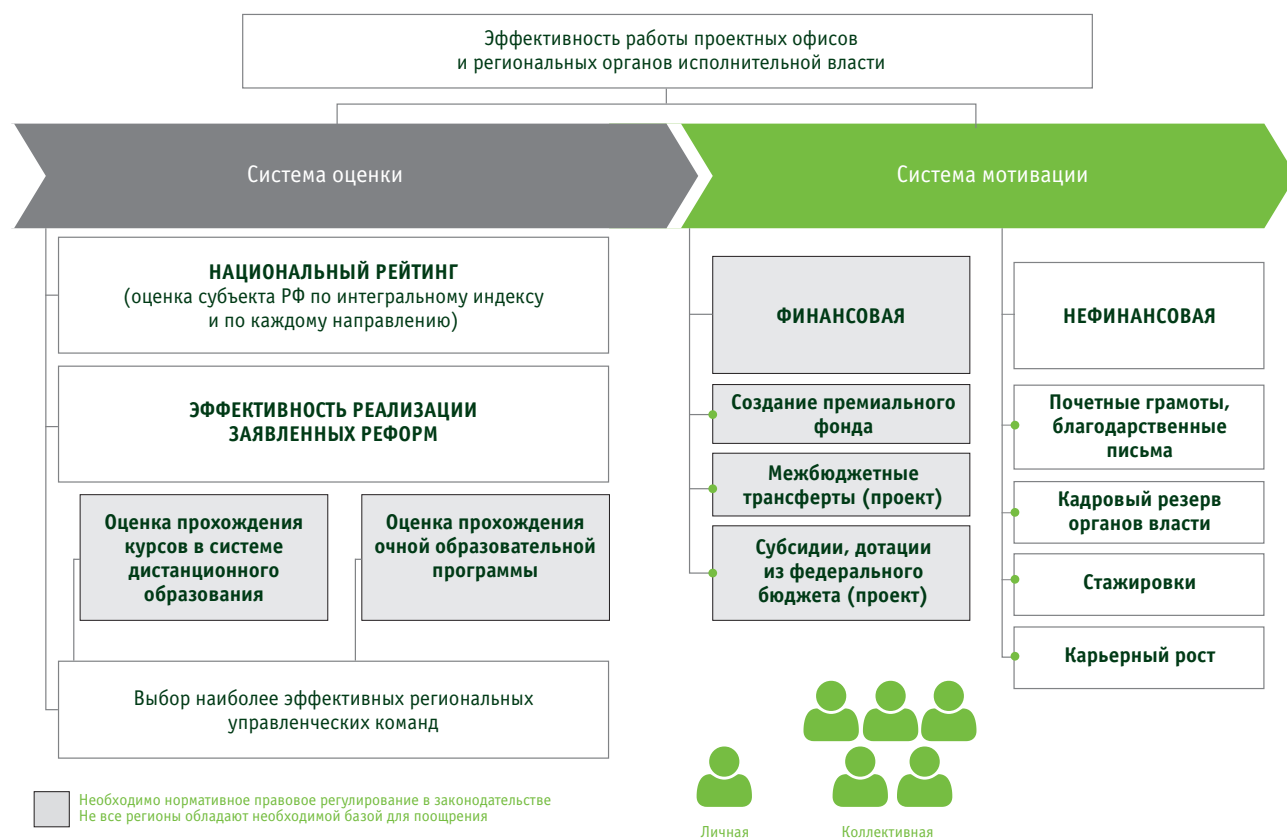 Эффективность работы проектных офисов
и региональных органов исполнительной власти
Система оценки
Система мотивации
НАЦИОНАЛЬНЫЙ РЕЙТИНГ
(оценка субъекта РФ по интегральному индексу
и по каждому направлению)
ЭФФЕКТИВНОСТЬ РЕАЛИЗАЦИИ
ЗАЯВЛЕННЫХ РЕФОРМ
Оценка прохождения
курсов в системе
дистанционного
образования
Оценка прохождения
очной образовательной
программы
Выбор наиболее эффективных региональных
управленческих команд
ФИНАНСОВАЯ
Создание премиального
фонда
Межбюджетные
трансферты (проект)
Субсидии, дотации
из федерального
бюджета (проект)
НЕФИНАНСОВАЯ
Почетные грамоты,
благодарственные
письма
Кадровый резерв
органов власти
Стажировки
Карьерный рост
Необходимо нормативное правовое регулирование в законодательстве
Не все регионы обладают необходимой базой для поощрения
Личная
Коллективная